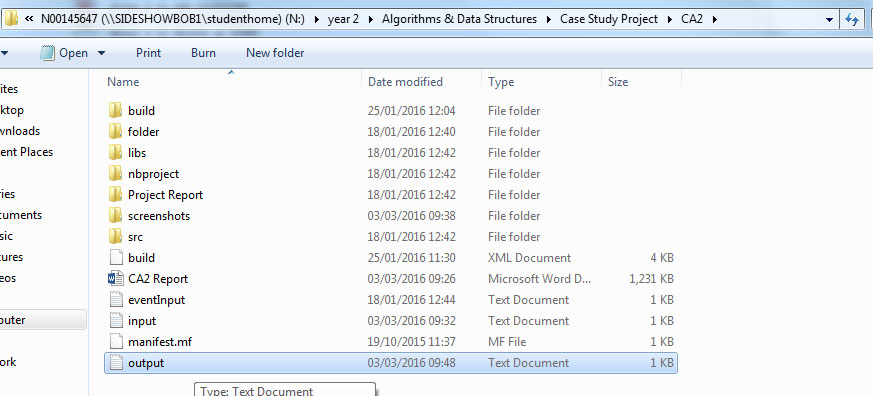 « N00145647 (\\SIDESHOWBOB1\studenthome) (N:) ▸ year 2 ▸ Algorithms & Data Structures ▸ Case Study Project ▸ CA2 ▸
Open Print Burn New folder
Name Date modified Type Size
build 25/01/2016 12:04 File folder
folder 18/01/2016 12:40 File folder
libs 18/01/2016 12:42 File folder
nbproject 18/01/2016 12:42 File folder
Project Report 18/01/2016 12:42 File folder
screenshots 03/03/2016 09:38 File folder
src 18/01/2016 12:42 File folder
build 25/01/2016 11:30 XML Document 4 KB
CA2 Report 03/03/2016 09:26 Microsoft Word D... 1,231 KB
eventInput 18/01/2016 12:44 Text Document 1 KB
input 03/03/2016 09:32 Text Document 1 KB
manifest.mf 19/10/2015 11:37 MF File 1 KB
output 03/03/2016 09:48 Text Document 1 KB
Type: Text Document
ites
ktop
wnloads
ent Places
ries
cuments
sic
tures
eos
puter
ork